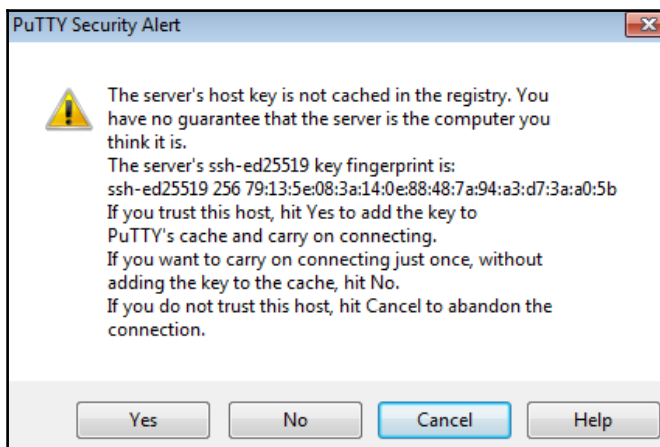 PuTTY Security Alert
The server's host key is not cached in the registry. You
have no guarantee that the server is the computer you
think it is.
The server's ssh-ed25519 key fingerprint is:
ssh-ed25519 256 79:13:5e:08:3a:14:0e:88:48:7a:94:a3:d7:3a:a0:5b
If you trust this host, hit Yes to add the key to
PuTTY's cache and carry on connecting.
If you want to carry on connecting just once, without
adding the key to the cache, hit No.
If you do not trust this host, hit Cancel to abandon the
connection.
Yes No Cancel Help